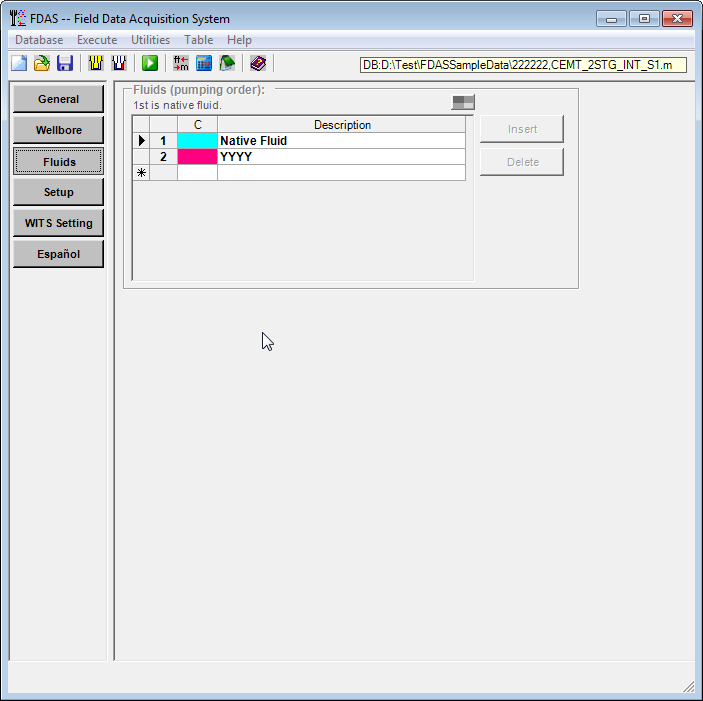 FDAS -- Field Data Acquisition System
Database Execute Utilities Table Help
DB:D:\Test\FDASSampleData\222222,CEMT_2STG_INT_S1.m
General
Wellbore
Fluids
Setup
WITS Setting
Español
Fluids (pumping order):
1st is native fluid.
C Description
1 Native Fluid
2 YYYY
Insert
Delete